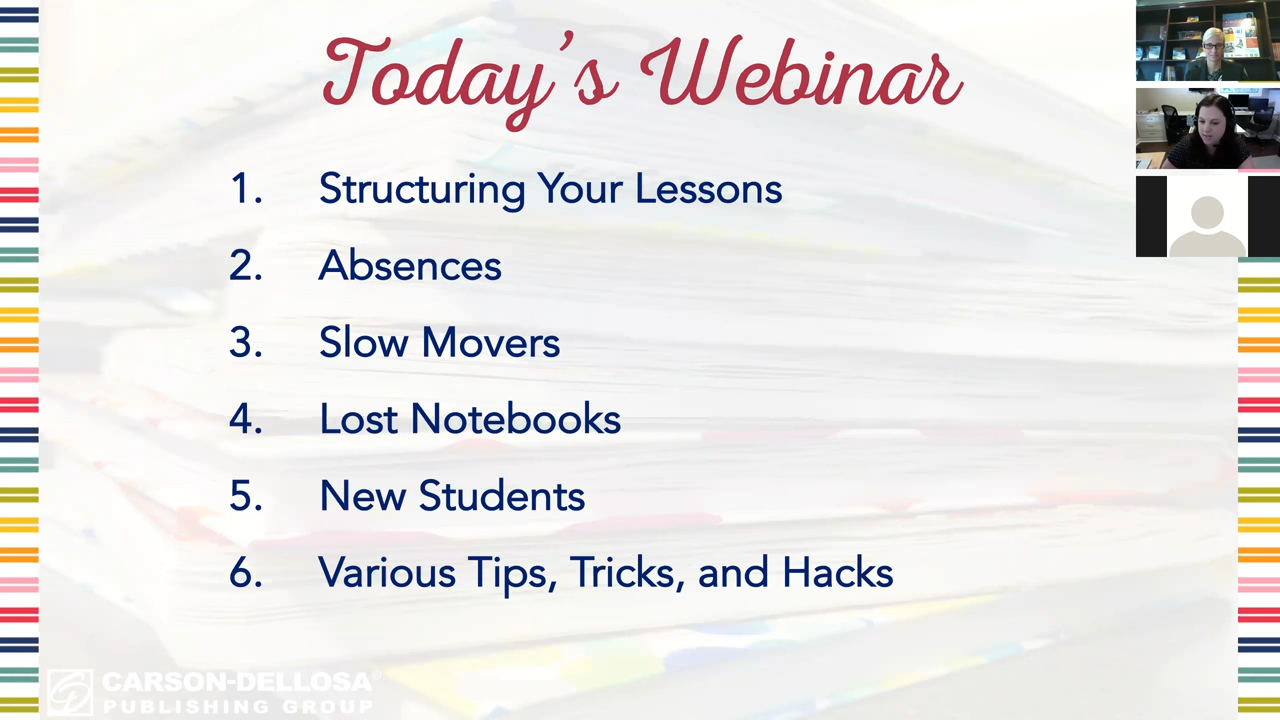 Today's Webinar
1. Structuring Your Lessons
2. Absences
3. Slow Movers
4. Lost Notebooks
5. New Students
6. Various Tips, Tricks, and Hacks
CARSON-DELLOSA
PUBLISHING GROUP